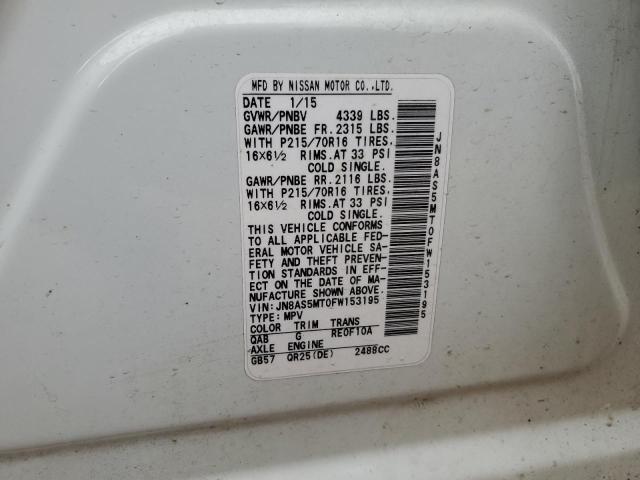 MFD BY NISSAN MOTOR CO.,LTD.
DATE 1/15
GVWR/PNBV 4339 LBS.
GAWR/PNBE FR. 2315 LBS.
WITH P215/70R16 TIRES.
16X6½ RIMS.AT 33 PSI
COLD SINGLE.
GAWR/PNBE RR. 2116 LBS.
WITH P215/70R16 TIRES.
16X6½ RIMS.AT 33 PSI
COLD SINGLE.
THIS VEHICLE CONFORMS
TO ALL APPLICABLE FED-
ERAL MOTOR VEHICLE SA-
FETY AND THEFT PREVEN-
TION STANDARDS IN EFF-
ECT ON THE DATE OF MA-
NUFACTURE SHOWN ABOVE.
VIN: JN8AS5MT0FW153195
TYPE: MPV
COLOR TRIM TRANS
QAB G RE0F10A
AXLE ENGINE
GB57 QR25(DE) 2488CC
JN8AS5MT0FW153195